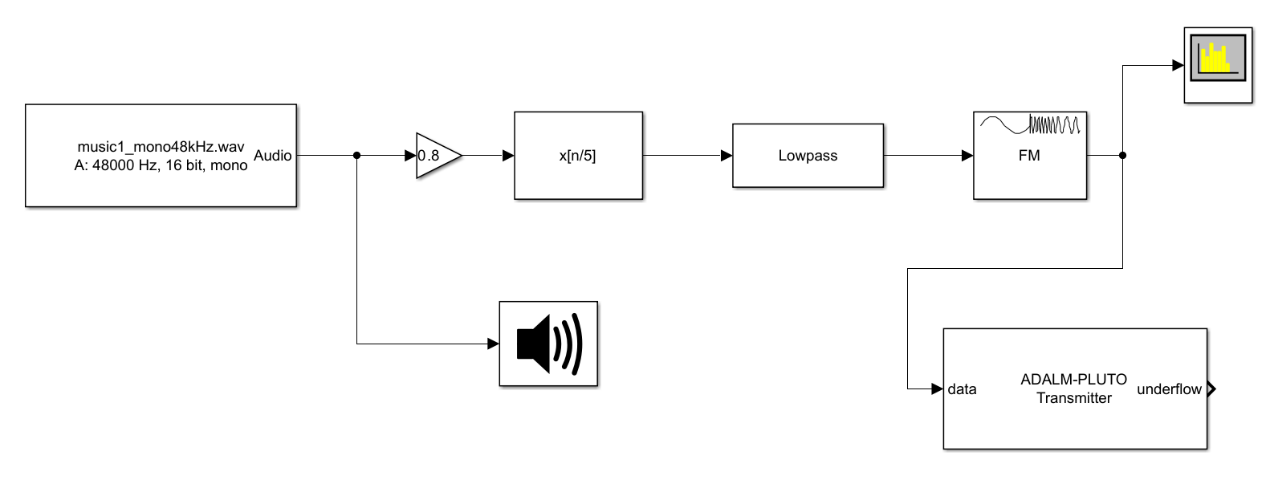 music1_mono48kHz.wav
A: 48000 Hz, 16 bit, mono
Audio
0.8
x[n/5]
Lowpass
FM
data
ADALM-PLUTO
Transmitter
underflow